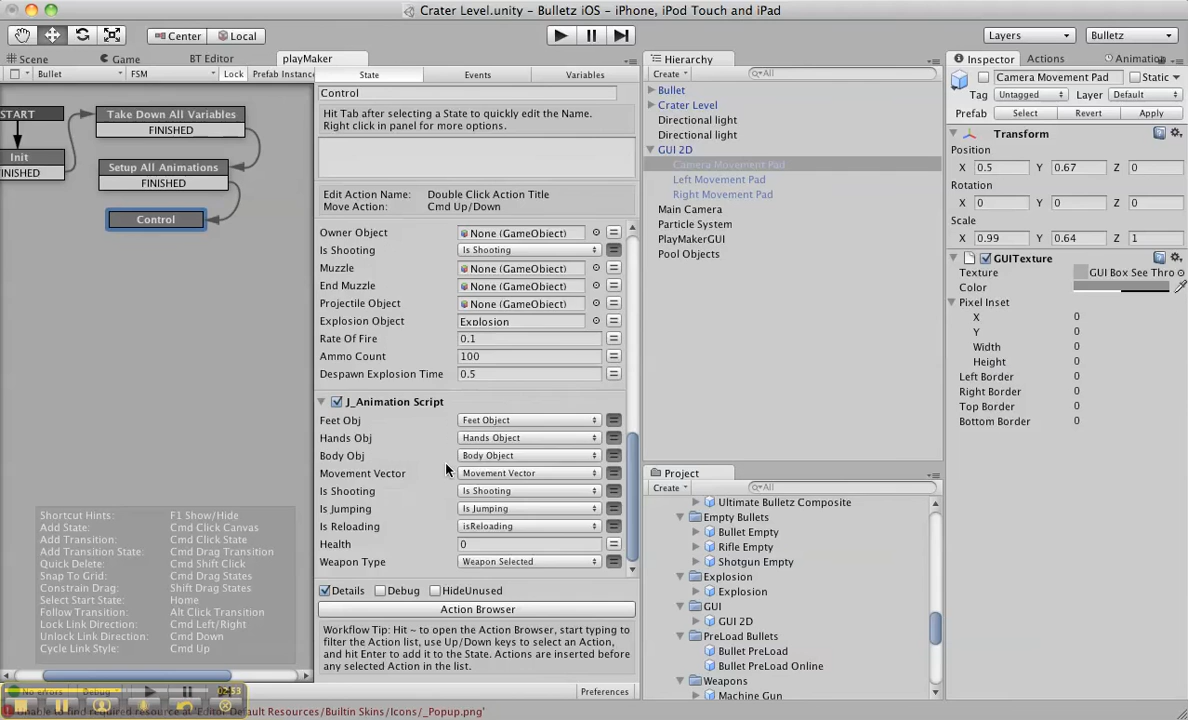 Crater Level.unity - Bulletz iOS - iPhone, iPod Touch and iPad
Center Local Layers Bulletz
Scene Game BT Editor playMaker
Bullet FSM Lock Prefab Instanc
START
Init
FINISHED
Take Down All Variables
FINISHED
Setup All Animations
FINISHED
Control
Shortcut Hints: F1 Show/Hide
Add State: Cmd Click Canvas
Add Transition: Cmd Click State
Add Transition State: Cmd Drag Transition
Quick Delete: Cmd Shift Click
Snap To Grid: Cmd Drag States
Constrain Drag: Shift Drag States
Select Start State: Home
Follow Transition: Alt Click Transition
Lock Link Direction: Cmd Left/Right
Unlock Link Direction: Cmd Down
Cycle Link Style: Cmd Up
No errors Debug
State Events Variables
Control
Hit Tab after selecting a State to quickly edit the Name.
Right click in panel for more options.
Edit Action Name: Double Click Action Title
Move Action: Cmd Up/Down
Owner Object None (GameObject)
Is Shooting Is Shooting
Muzzle None (GameObject)
End Muzzle None (GameObject)
Projectile Object None (GameObject)
Explosion Object Explosion
Rate Of Fire 0.1
Ammo Count 100
Despawn Explosion Time 0.5
J_Animation Script
Feet Obj Feet Object
Hands Obj Hands Object
Body Obj Body Object
Movement Vector Movement Vector
Is Shooting Is Shooting
Is Jumping Is Jumping
Is Reloading isReloading
Health 0
Weapon Type Weapon Selected
Details Debug HideUnused
Action Browser
Workflow Tip: Hit ~ to open the Action Browser, start typing to
filter the Action list, use Up/Down keys to select an Action,
and hit Enter to add it to the State. Actions are inserted before
any selected Action in the list.
Preferences
Hierarchy
Create All
Bullet
Crater Level
Directional light
Directional light
GUI 2D
Camera Movement Pad
Left Movement Pad
Right Movement Pad
Main Camera
Particle System
PlayMakerGUI
Pool Objects
Project
Create All
Ultimate Bulletz Composite
Empty Bullets
Bullet Empty
Rifle Empty
Shotgun Empty
Explosion
Explosion
GUI
GUI 2D
PreLoad Bullets
Bullet PreLoad
Bullet PreLoad Online
Weapons
Machine Gun
Inspector Actions Animatio
Camera Movement Pad Static
Tag Untagged Layer Default
Prefab Select Revert Apply
Transform
Position
X 0.5 Y 0.67 Z 0
Rotation
X 0 Y 0 Z 0
Scale
X 0.99 Y 0.64 Z 1
GUITexture
Texture GUI Box See Thro
Color
Pixel Inset
X 0
Y 0
Width 0
Height 0
Left Border 0
Right Border 0
Top Border 0
Bottom Border 0
Unable to find required resource at 'Editor Default Resources/Builtin Skins/Icons/_Popup.png'